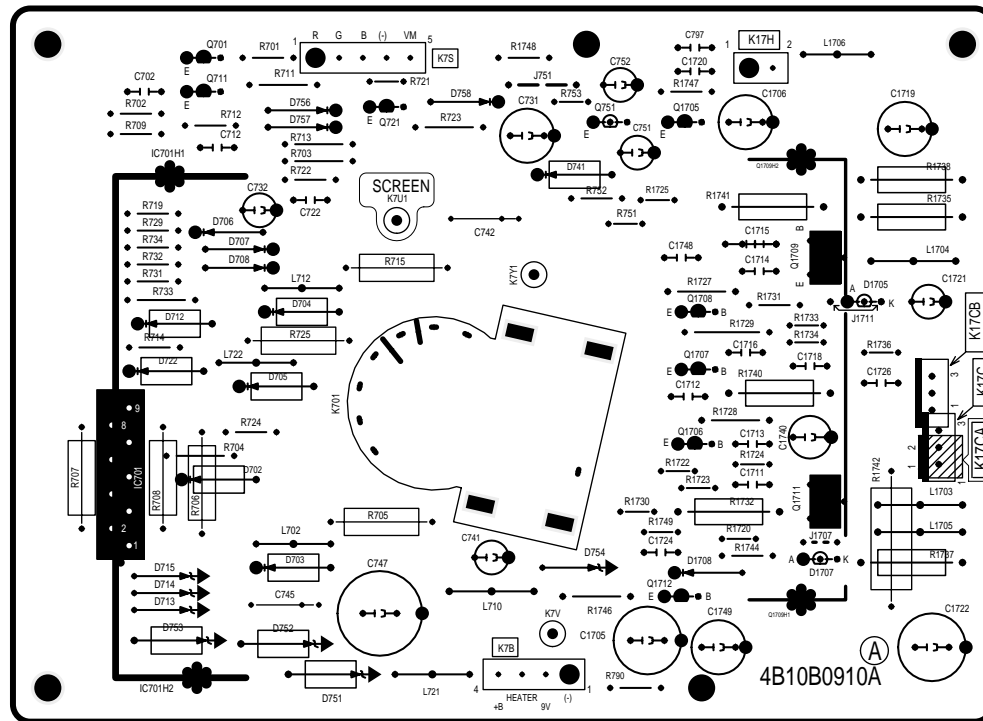 Q701
R701
1 R G B (-) VM 5
K7S
R1748
C797
K17H
1 2
L1706
E
Q711
C702
R711
R721
J751
C752
C1720
R1747
E
R702
R712
D756
E Q721
D758
C731
R753
Q751
E
Q1705
E
C1706
C1719
R709
C712
D757
R723
C751
IC701H1
R713
R703
R722
D741
Q1709H2
R1738
C732
C722
SCREEN
K7U1
R752
R1725
R1741
R1735
R719
D706
R729
C742
R751
B
R734
D707
C1715
Q1709
R732
D708
R715
K7Y1
C1748
C1714
L1704
R731
L712
E
R733
D704
R1727
R1731
A D1705 K
C1721
D712
Q1708
E B
J1711
R1733
K17CB
R714
R725
R1729
R1734
L722
C1716
R1736
D722
D705
Q1707
E B
C1718
3
K17C
K701
C1712
R1740
C1726
1
9
8
R1728
3
R724
Q1706
E B
C1713
C1740
2
K17CA
IC701
R704
R1722
R1724
1
R707
R708
R706
D702
R1723
C1711
R1742
1
2
1
R705
R1730
R1732
Q1711
L1703
L702
C741
R1749
R1720
J1707
L1705
D754
C1724
R1744
A K
D1707
R1737
D715
D703
C747
D1708
D714
D713
C745
L710
Q1712
E B
Q1709H1
D753
D752
K7V
R1746
C1705
C1749
C1722
K7B
A
IC701H2
D751
L721
4 HEATER (-) 1
+B 9V
R790
4B10B0910A